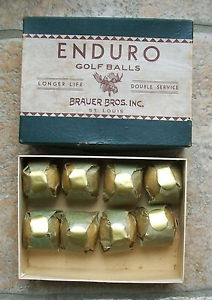 ENDURO
GOLF BALLS
LONGER LIFE DOUBLE SERVICE
BRAUER BROS. INC.
ST. LOUIS